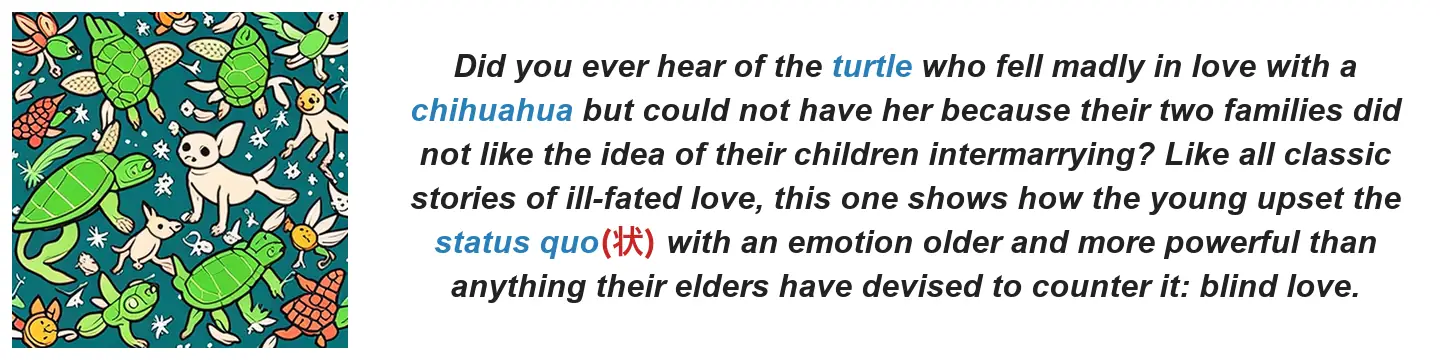 Did you ever hear of the turtle who fell madly in love with a
chihuahua but could not have her because their two families did
not like the idea of their children intermarrying? Like all classic
stories of ill-fated love, this one shows how the young upset the
status quo(状) with an emotion older and more powerful than
anything their elders have devised to counter it: blind love.